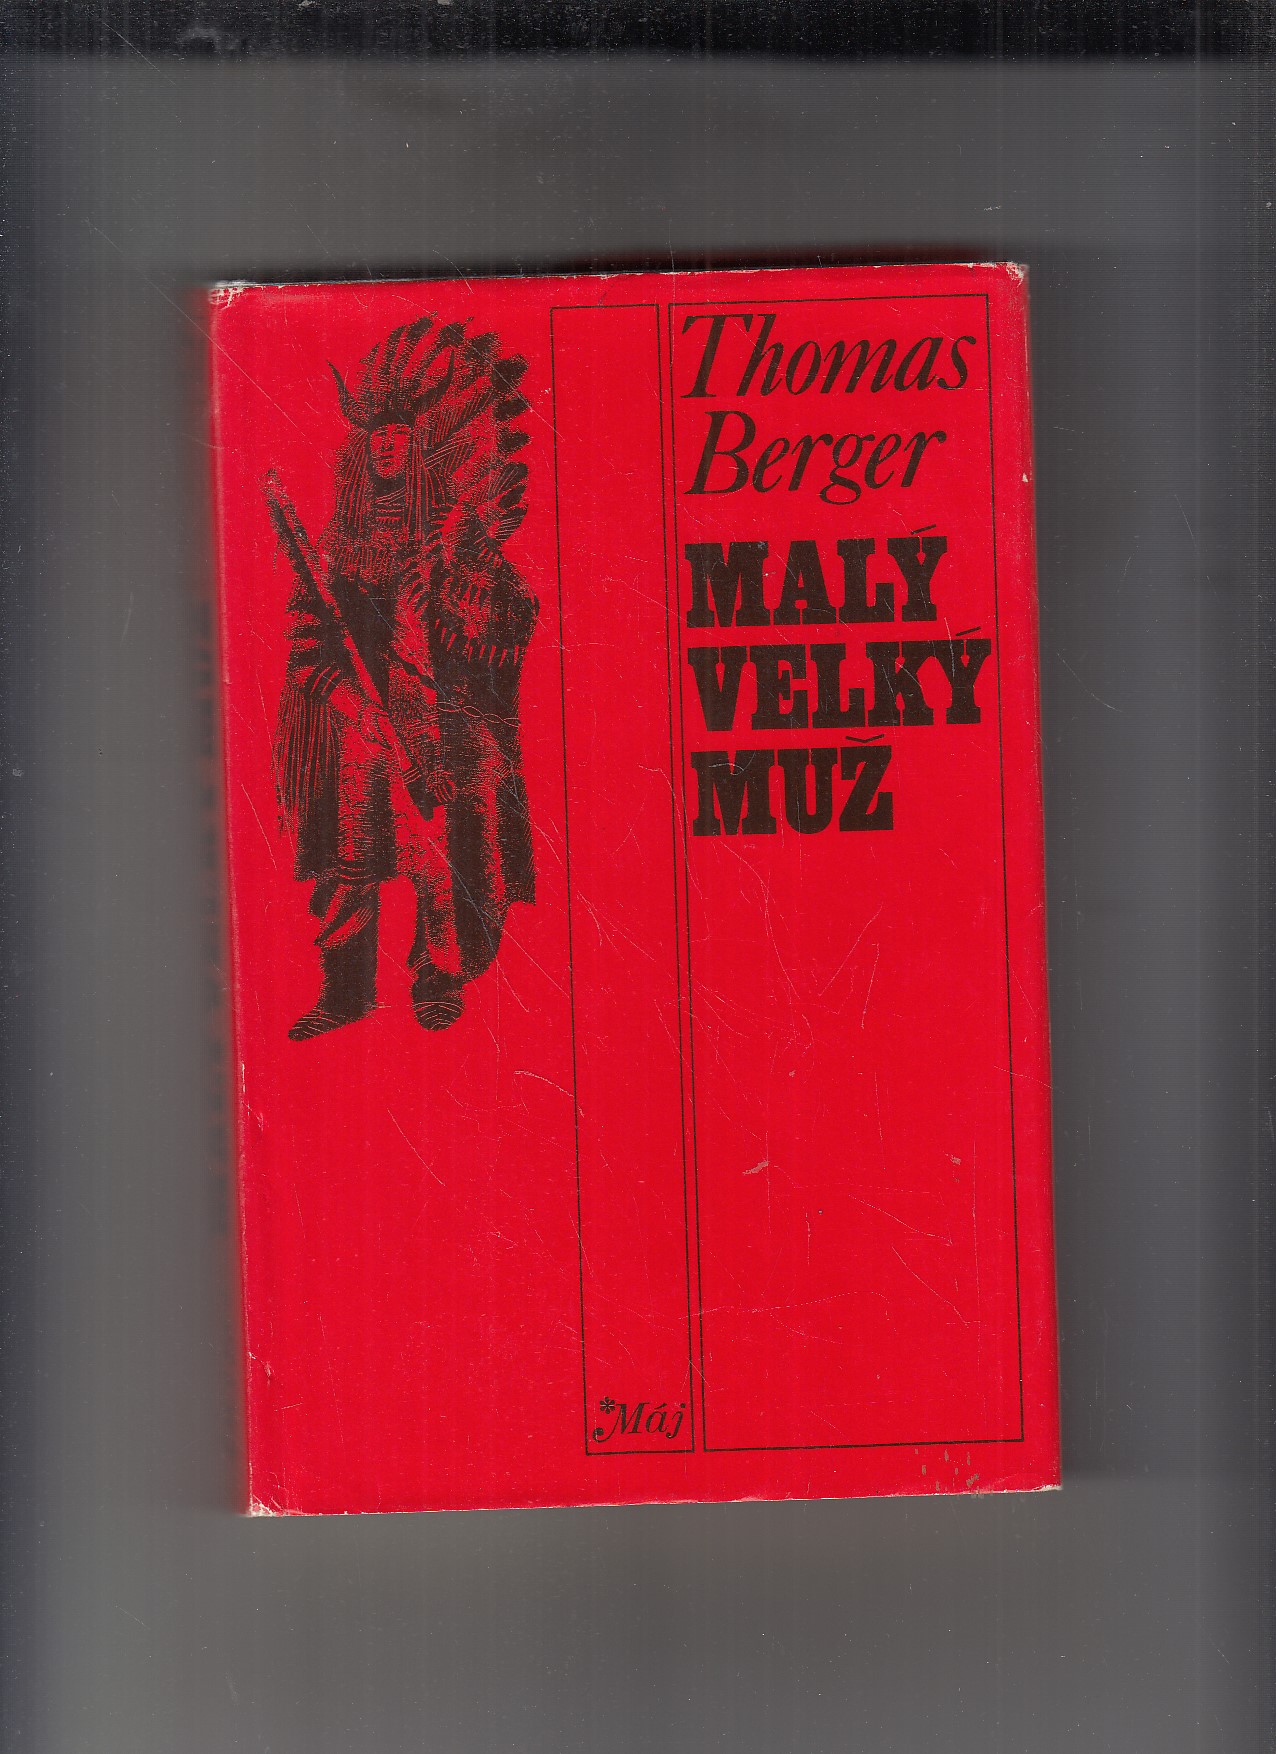 Thomas
Berger
MALÝ
VELKÝ
MUŽ
*Máj